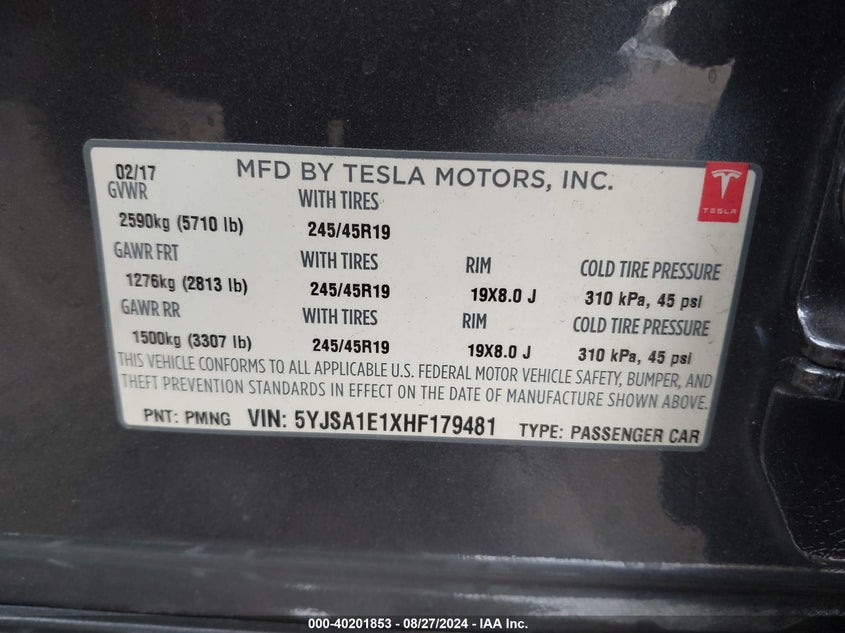 02/17 MFD BY TESLA MOTORS, INC.
GVWR WITH TIRES
TESLA
2590kg (5710 lb) 245/45R19
GAWR FRT WITH TIRES RIM COLD TIRE PRESSURE
1276kg (2813 lb) 245/45R19 19X8.0 J 310 kPa, 45 psi
GAWR RR WITH TIRES RIM COLD TIRE PRESSURE
1500kg (3307 lb) 245/45R19 19X8.0 J 310 kPa, 45 psi
THIS VEHICLE CONFORMS TO ALL APPLICABLE U.S. FEDERAL MOTOR VEHICLE SAFETY, BUMPER, AND
THEFT PREVENTION STANDARDS IN EFFECT ON THE DATE OF MANUFACTURE SHOWN ABOVE.
PNT: PMNG VIN: 5YJSA1E1XHF179481 TYPE: PASSENGER CAR
000-40201853 - 08/27/2024 - IAA Inc.